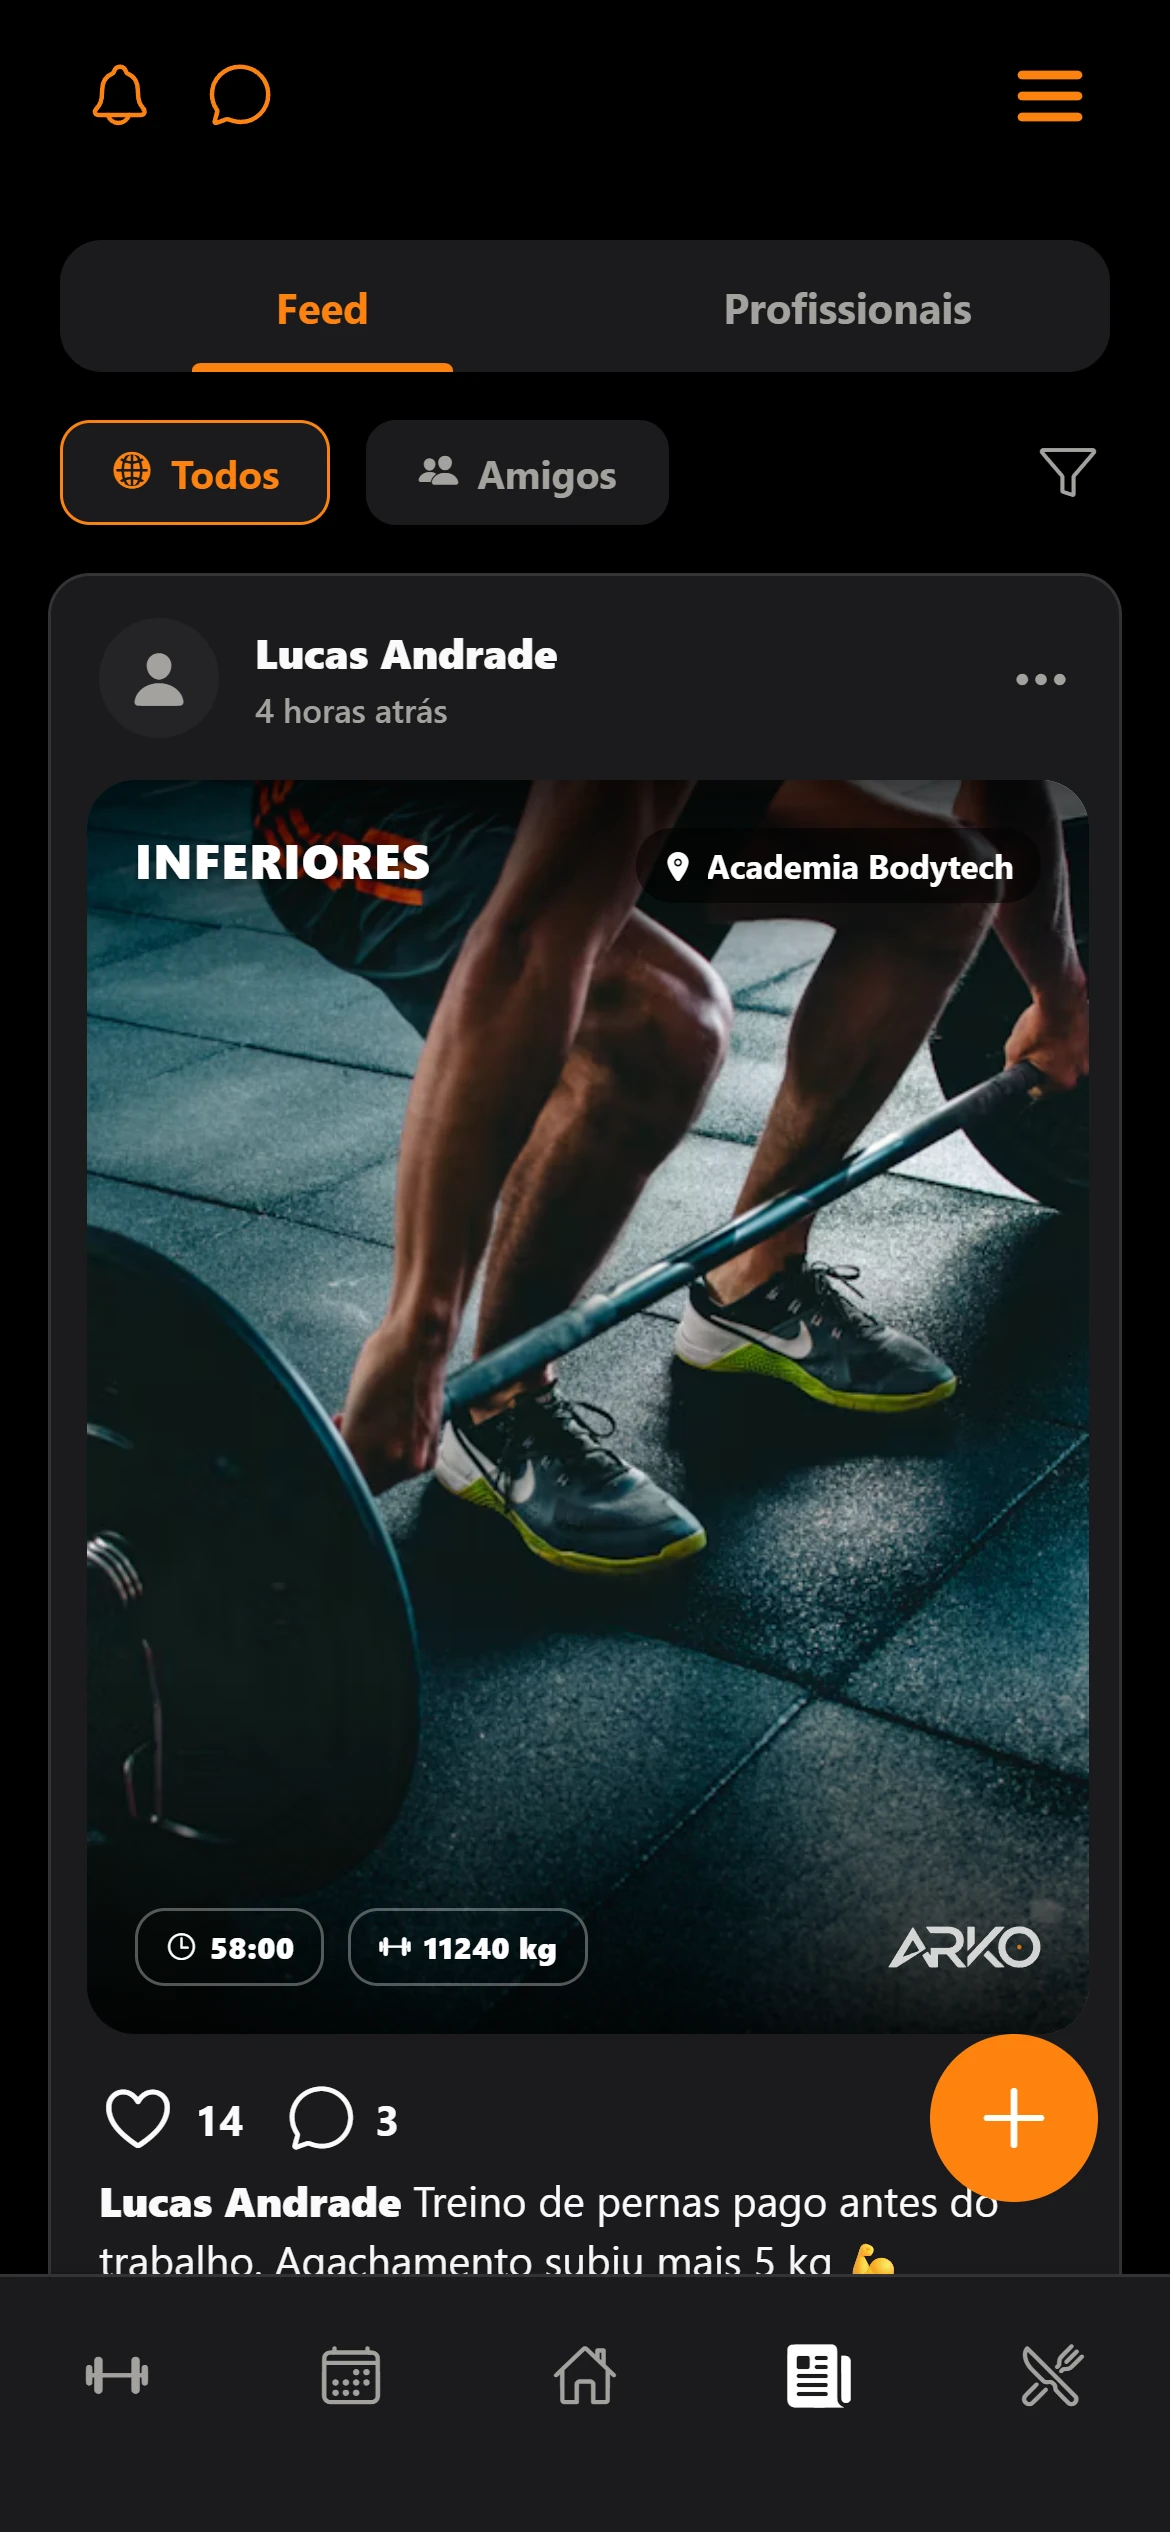 Feed
Profissionais
Todos
Amigos
Lucas Andrade
4 horas atrás
INFERIORES
Academia Bodytech
58:00
11240 kg
ARKO
14
3
Lucas Andrade Treino de pernas pago antes do
trabalho. Agachamento subiu mais 5 kg 💪